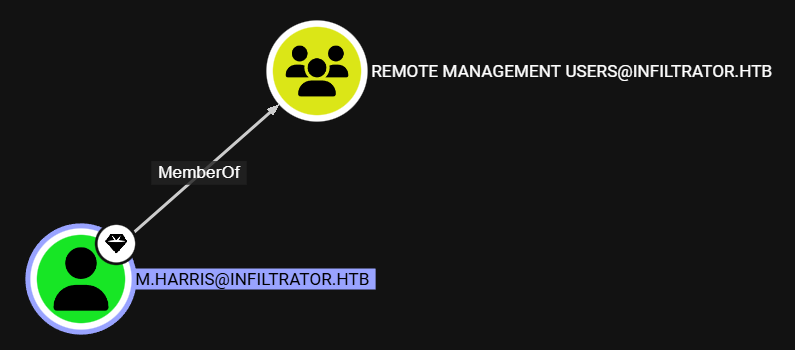 REMOTE MANAGEMENT USERS@INFILTRATOR.HTB
MemberOf
M.HARRIS@INFILTRATOR.HTB